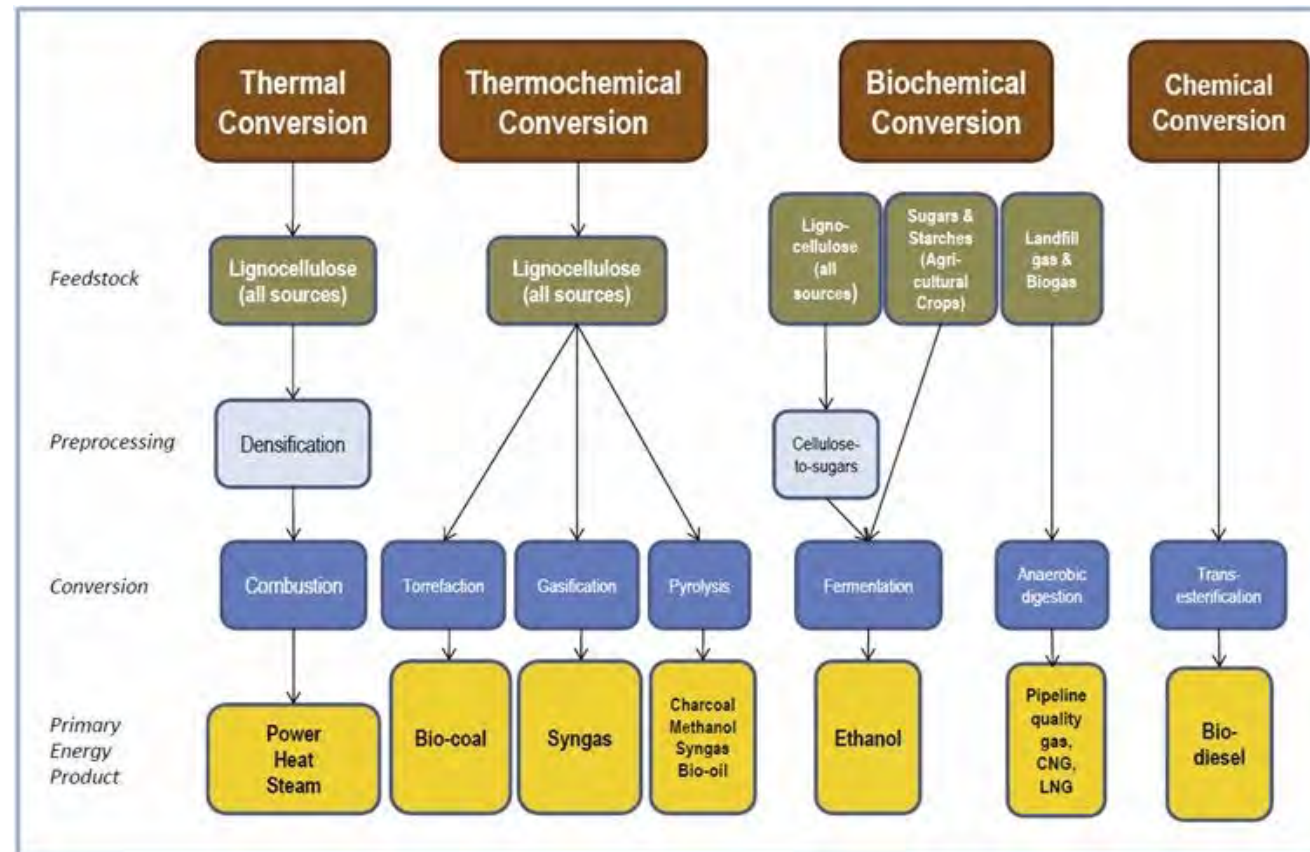 Thermal
Conversion
Thermochemical
Conversion
Biochemical
Conversion
Chemical
Conversion
Feedstock
Lignocellulose
(all sources)
Lignocellulose
(all sources)
Ligno-
cellulose
(all
sources)
Sugars &
Starches
(Agri-
cultural
Crops)
Landfill
gas &
Biogas
Preprocessing
Densification
Cellulose-
to-sugars
Conversion
Combustion
Torrefaction
Gasification
Pyrolysis
Fermentation
Anaerobic
digestion
Trans-
esterification
Primary
Energy
Product
Power
Heat
Steam
Bio-coal
Syngas
Charcoal
Methanol
Syngas
Bio-oil
Ethanol
Pipeline
quality
gas,
CNG,
LNG
Bio-
diesel